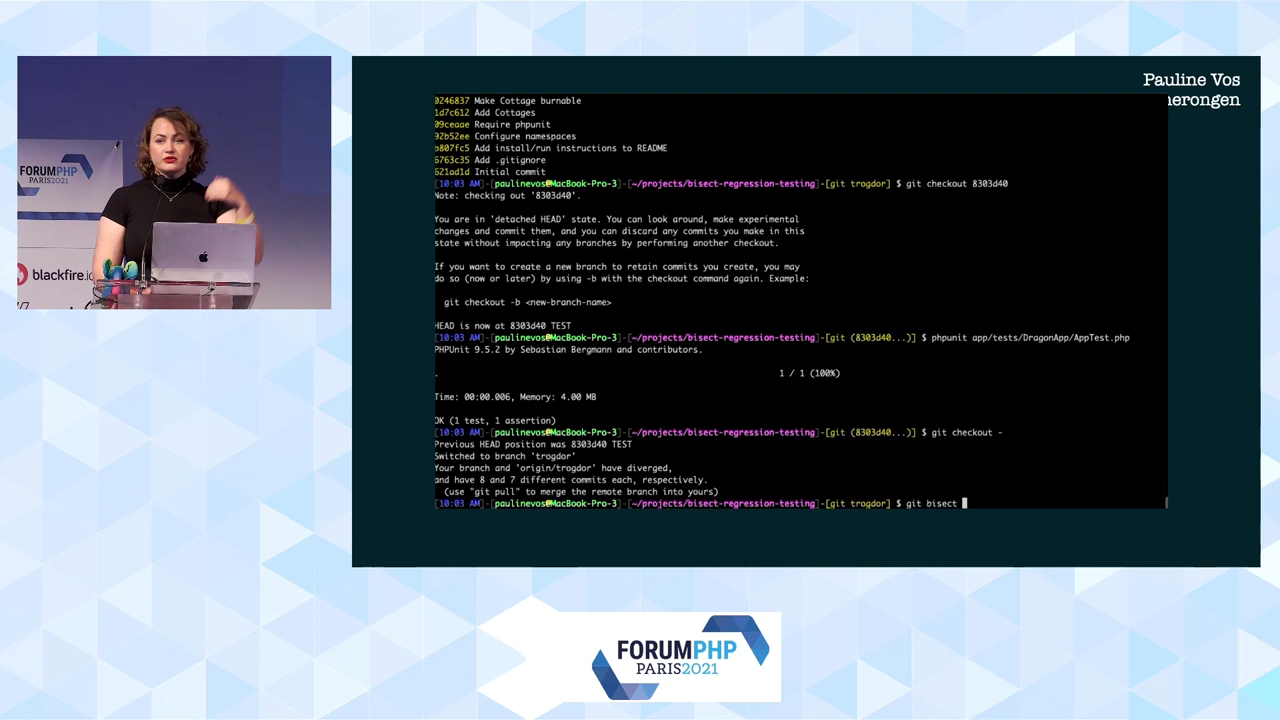 FORUMPHP
PARIS2021
blackfire.io
Pauline Vos
herongen
0246837 Make Cottage burnable
1d7c612 Add Cottages
09ceaae Require phpunit
92b52ee Configure namespaces
b807fc5 Add install/run instructions to README
6763c35 Add .gitignore
621ad1d Initial commit
[10:03 AM]-[paulinevos@MacBook-Pro-3]-[~/projects/bisect-regression-testing]-[git trogdor] $ git checkout 8303d40
Note: checking out '8303d40'.
You are in 'detached HEAD' state. You can look around, make experimental
changes and commit them, and you can discard any commits you make in this
state without impacting any branches by performing another checkout.
If you want to create a new branch to retain commits you create, you may
do so (now or later) by using -b with the checkout command again. Example:
git checkout -b <new-branch-name>
HEAD is now at 8303d40 TEST
[10:03 AM]-[paulinevos@MacBook-Pro-3]-[~/projects/bisect-regression-testing]-[git (8303d40...)] $ phpunit app/tests/DragonApp/AppTest.php
PHPUnit 9.5.2 by Sebastian Bergmann and contributors.
. 1 / 1 (100%)
Time: 00:00.006, Memory: 4.00 MB
OK (1 test, 1 assertion)
[10:03 AM]-[paulinevos@MacBook-Pro-3]-[~/projects/bisect-regression-testing]-[git (8303d40...)] $ git checkout -
Previous HEAD position was 8303d40 TEST
Switched to branch 'trogdor'
Your branch and 'origin/trogdor' have diverged,
and have 8 and 7 different commits each, respectively.
(use "git pull" to merge the remote branch into yours)
[10:03 AM]-[paulinevos@MacBook-Pro-3]-[~/projects/bisect-regression-testing]-[git trogdor] $ git bisect
FORUMPHP
PARIS2021